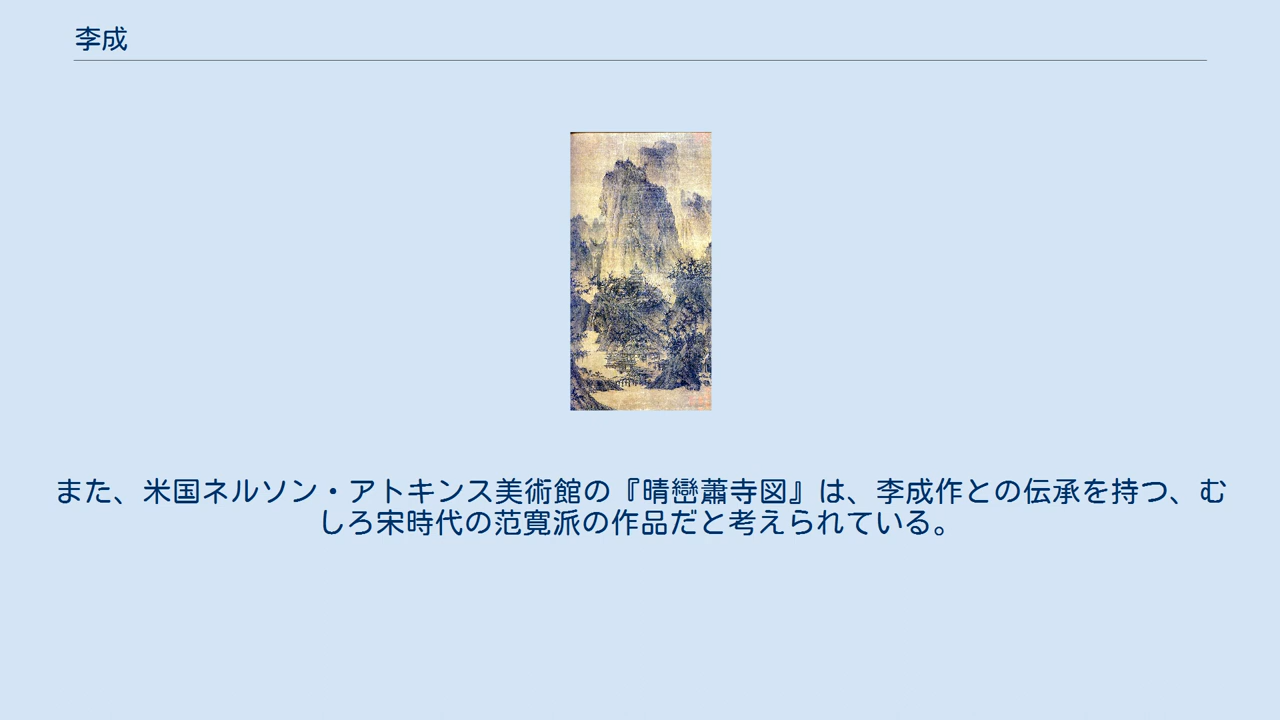 李成
また、米国ネルソン・アトキンス美術館の『晴巒蕭寺図』は、李成作との伝承を持つ、む
しろ宋時代の范寛派の作品だと考えられている。